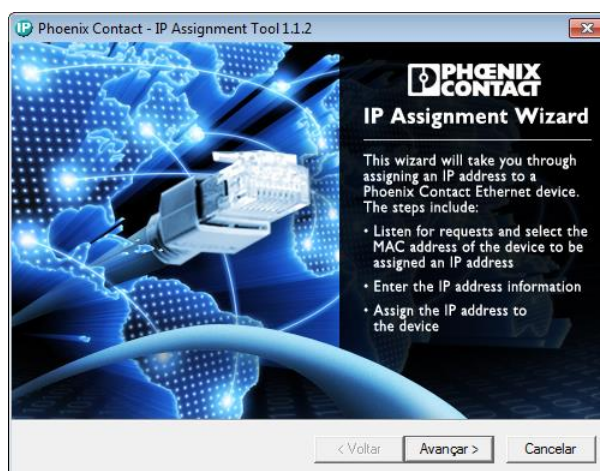 IP Phoenix Contact - IP Assignment Tool 1.1.2
PHŒNIX
CONTACT
IP Assignment Wizard
This wizard will take you through
assigning an IP address to a
Phoenix Contact Ethernet device.
The steps include:
• Listen for requests and select the
MAC address of the device to be
assigned an IP address
• Enter the IP address information
• Assign the IP address to
the device
< Voltar
Avançar >
Cancelar